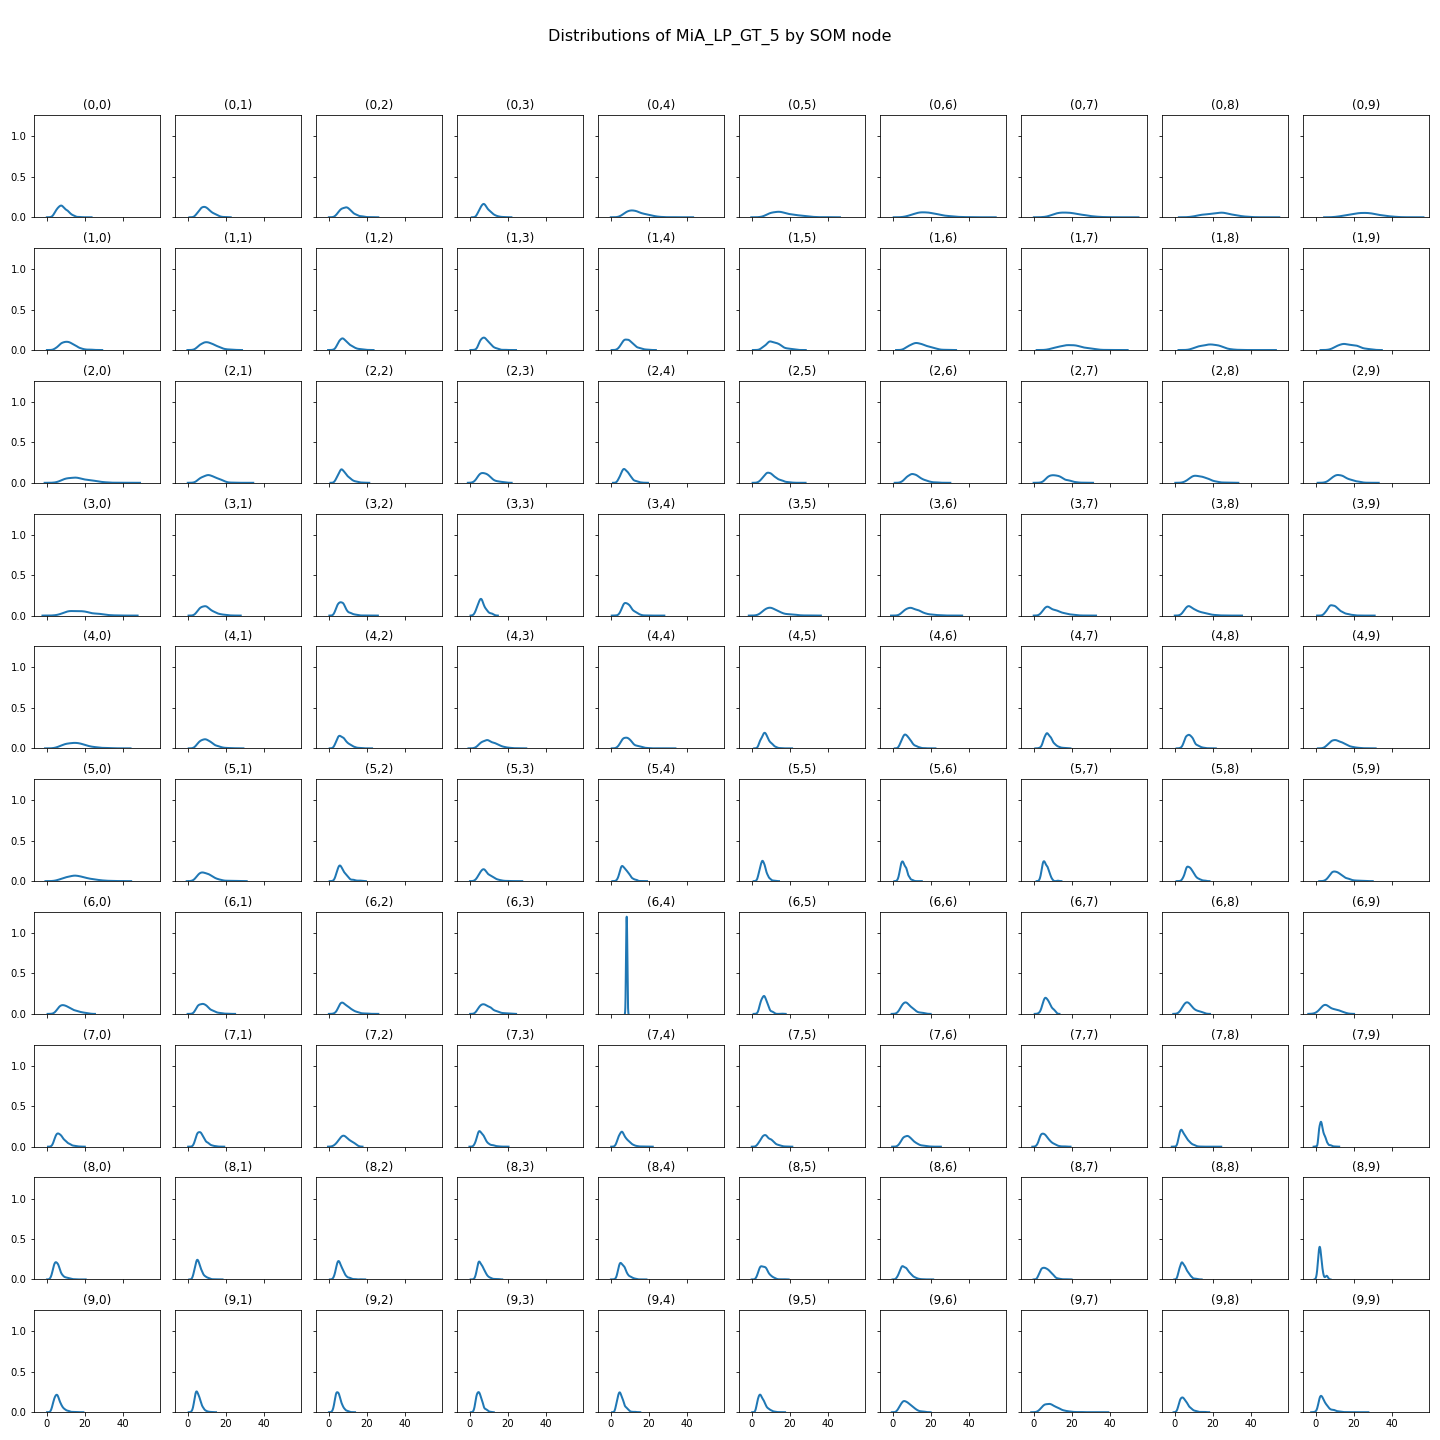 Distributions of MiA_LP_GT_5 by SOM node
(0,0) (0,1) (0,2) (0,3) (0,4) (0,5) (0,6) (0,7) (0,8) (0,9)
1.0
0.5
0.0
(1,0) (1,1) (1,2) (1,3) (1,4) (1,5) (1,6) (1,7) (1,8) (1,9)
1.0
0.5
0.0
(2,0) (2,1) (2,2) (2,3) (2,4) (2,5) (2,6) (2,7) (2,8) (2,9)
1.0
0.5
0.0
(3,0) (3,1) (3,2) (3,3) (3,4) (3,5) (3,6) (3,7) (3,8) (3,9)
1.0
0.5
0.0
(4,0) (4,1) (4,2) (4,3) (4,4) (4,5) (4,6) (4,7) (4,8) (4,9)
1.0
0.5
0.0
(5,0) (5,1) (5,2) (5,3) (5,4) (5,5) (5,6) (5,7) (5,8) (5,9)
1.0
0.5
0.0
(6,0) (6,1) (6,2) (6,3) (6,4) (6,5) (6,6) (6,7) (6,8) (6,9)
1.0
0.5
0.0
(7,0) (7,1) (7,2) (7,3) (7,4) (7,5) (7,6) (7,7) (7,8) (7,9)
1.0
0.5
0.0
(8,0) (8,1) (8,2) (8,3) (8,4) (8,5) (8,6) (8,7) (8,8) (8,9)
1.0
0.5
0.0
(9,0) (9,1) (9,2) (9,3) (9,4) (9,5) (9,6) (9,7) (9,8) (9,9)
1.0
0.5
0.0
0 20 40 0 20 40 0 20 40 0 20 40 0 20 40 0 20 40 0 20 40 0 20 40 0 20 40 0 20 40